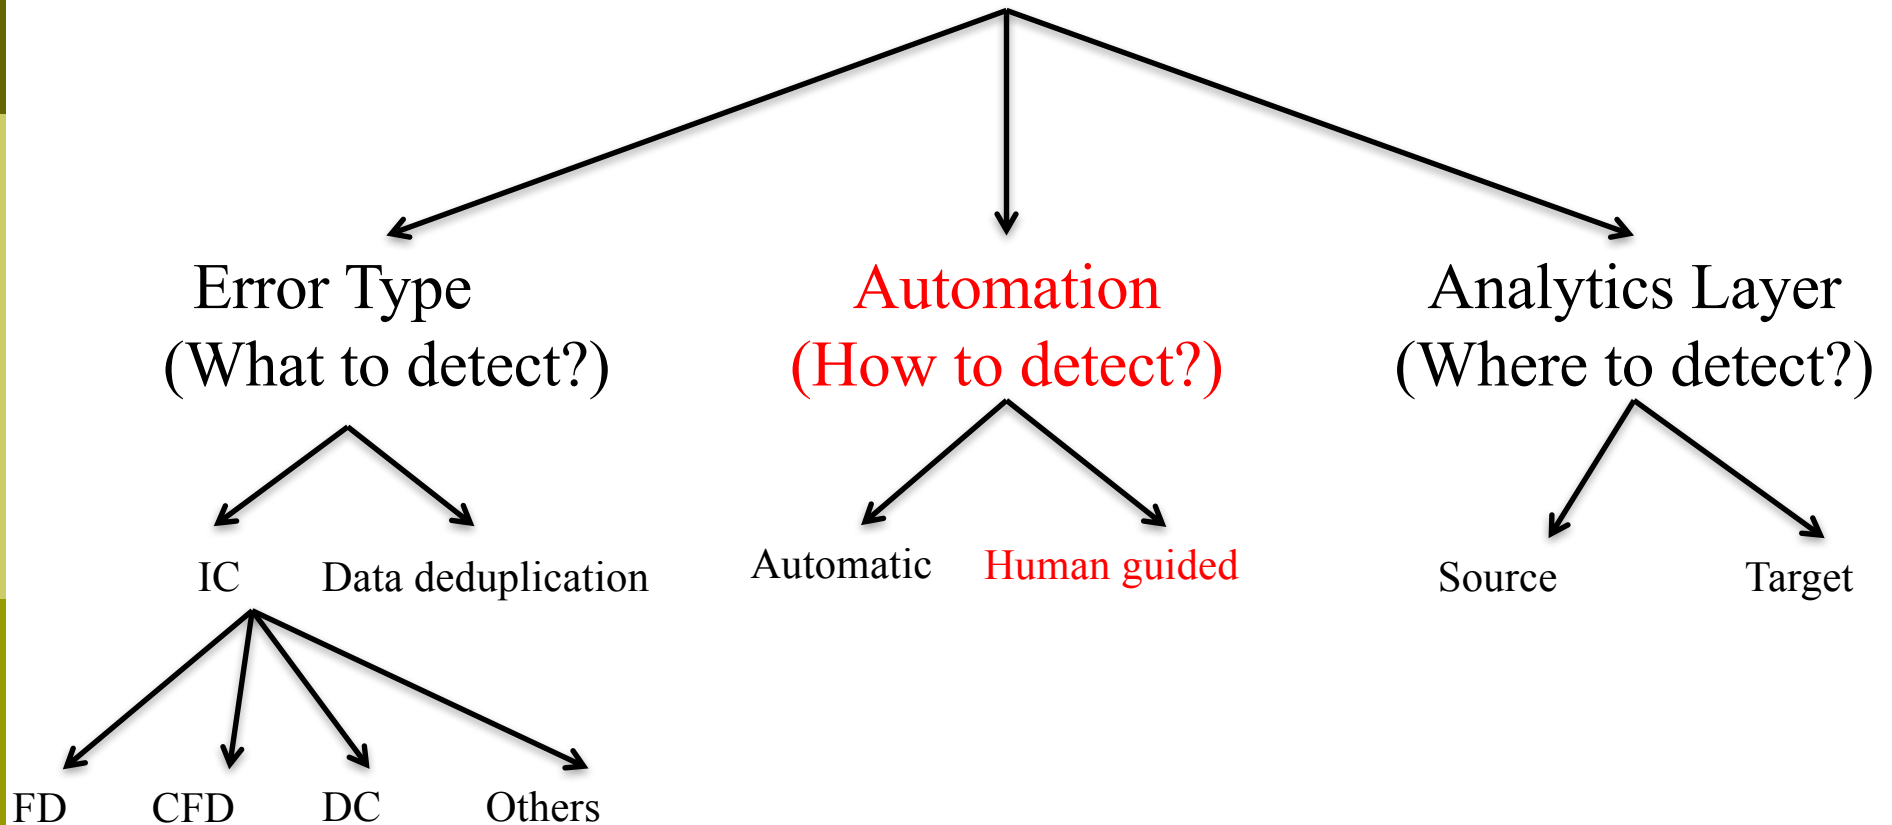 Error Type
(What to detect?)
Automation
(How to detect?)
Analytics Layer
(Where to detect?)
IC
Data deduplication
Automatic
Human guided
Source
Target
FD
CFD
DC
Others